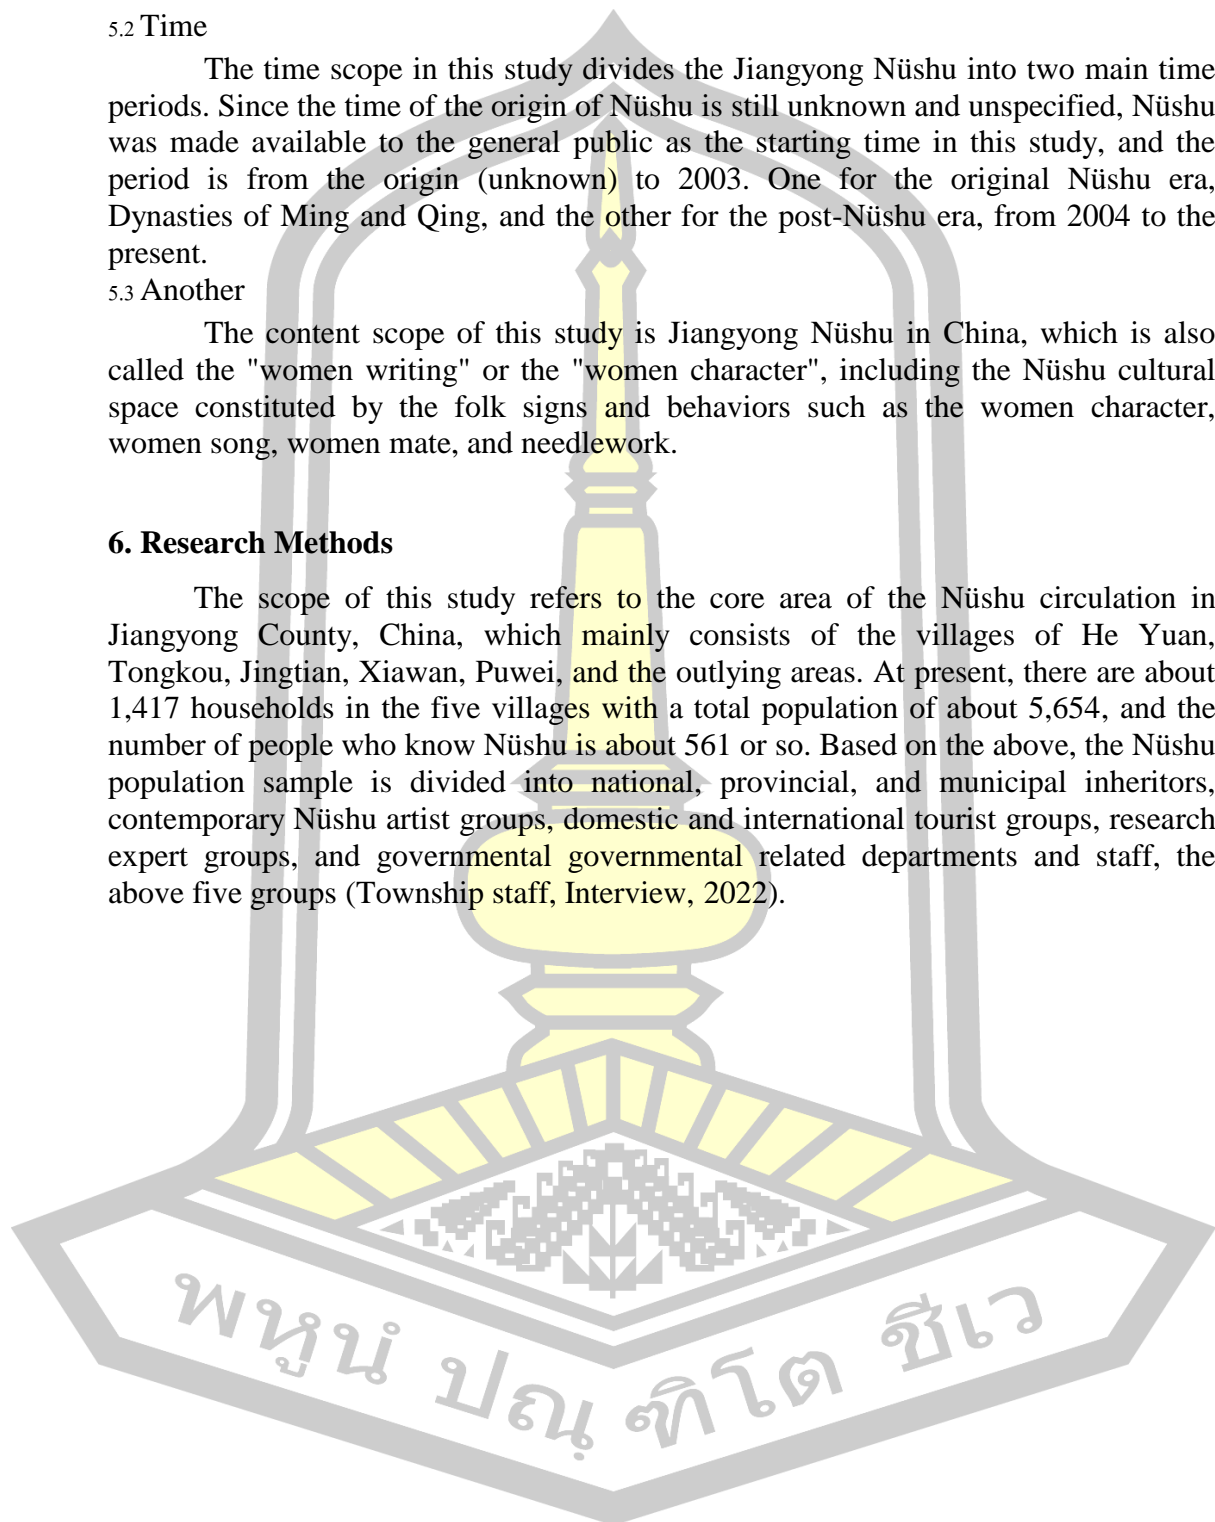 5.2 Time
The time scope in this study divides the Jiangyong Nüshu into two main time
periods. Since the time of the origin of Nüshu is still unknown and unspecified, Nüshu
was made available to the general public as the starting time in this study, and the
period is from the origin (unknown) to 2003. One for the original Nüshu era,
Dynasties of Ming and Qing, and the other for the post-Nüshu era, from 2004 to the
present.
5.3 Another
The content scope of this study is Jiangyong Nüshu in China, which is also
called the "women writing" or the "women character", including the Nüshu cultural
space constituted by the folk signs and behaviors such as the women character,
women song, women mate, and needlework.
6. Research Methods
The scope of this study refers to the core area of the Nüshu circulation in
Jiangyong County, China, which mainly consists of the villages of He Yuan,
Tongkou, Jingtian, Xiawan, Puwei, and the outlying areas. At present, there are about
1,417 households in the five villages with a total population of about 5,654, and the
number of people who know Nüshu is about 561 or so. Based on the above, the Nüshu
population sample is divided into national, provincial, and municipal inheritors,
contemporary Nüshu artist groups, domestic and international tourist groups, research
expert groups, and governmental governmental related departments and staff, the
above five groups (Township staff, Interview, 2022).
พหูนํ ปณฺฑิโต ชีเว